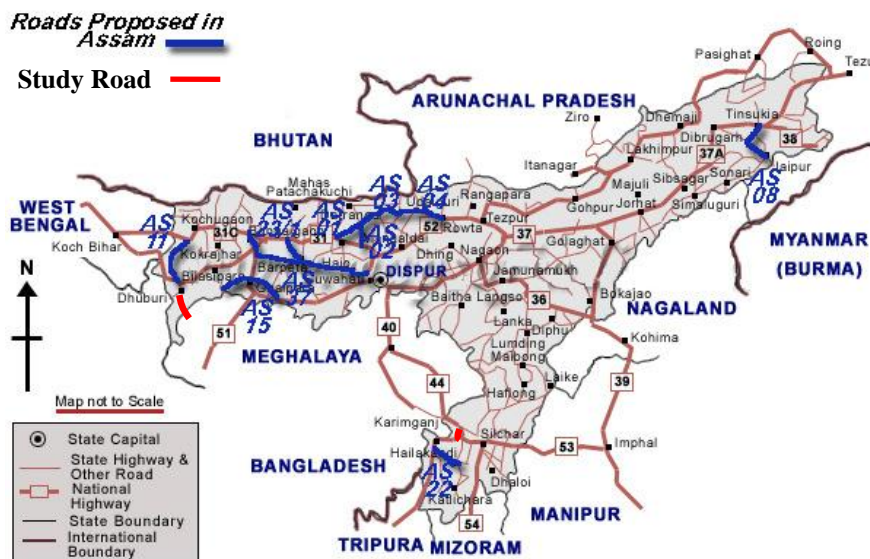 Roads Proposed in
Assam
Study Road
Pasighat
Roing
Tezu
ARUNACHAL PRADESH
Ziro
Dhemaji
Tinsukia
Dibrugarh
38
37A
BHUTAN
Itanagar
Lakhimpur
Sibsagar
Sonari
Jaipur
AS
08
Mahas
Patachakuchi
AS
03
AS
04
Rangapara
Majuli
Simaluguri
WEST
BENGAL
AS
11
Kochugaon
31C
31
52
Rowta
Tezpur
Gohpur
Jorhat
MYANMAR
(BURMA)
Koch Bihar
Kokrajhar
AS
02
Dhing
Nagaon
37
Golaghat
N
Bilasipara
Barpeta
Hajo
DISPUR
Jamunamukh
Dhuburi
AS
15
Baitha Langso
36
Bokajao
NAGALAND
51
40
Lanka
Diphu
Kohima
MEGHALAYA
Lumding
Maibong
44
Haflong
Laike
39
Map not to Scale
Karimganj
Silchar
53
Imphal
State Capital
State Highway &
Other Road
National
Highway
State Boundary
International
Boundary
BANGLADESH
Hailakandi
AS
22
Dhaloi
Katlichara
54
MANIPUR
TRIPURA
MIZORAM